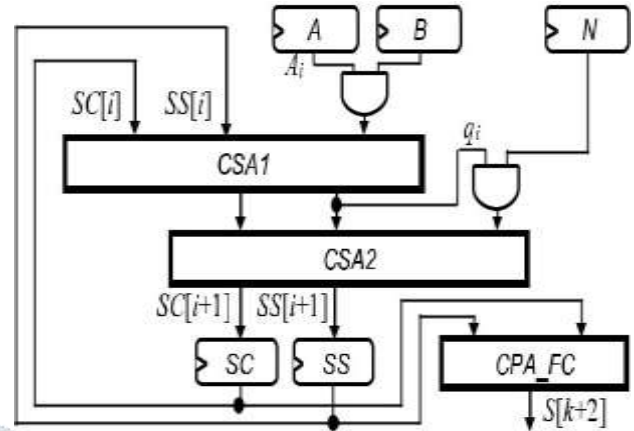 A B N
A_i
SC[i] SS[i] q_i
CSA1
CSA2
SC[i+1] SS[i+1]
SC SS CPA_FC
S[k+2]